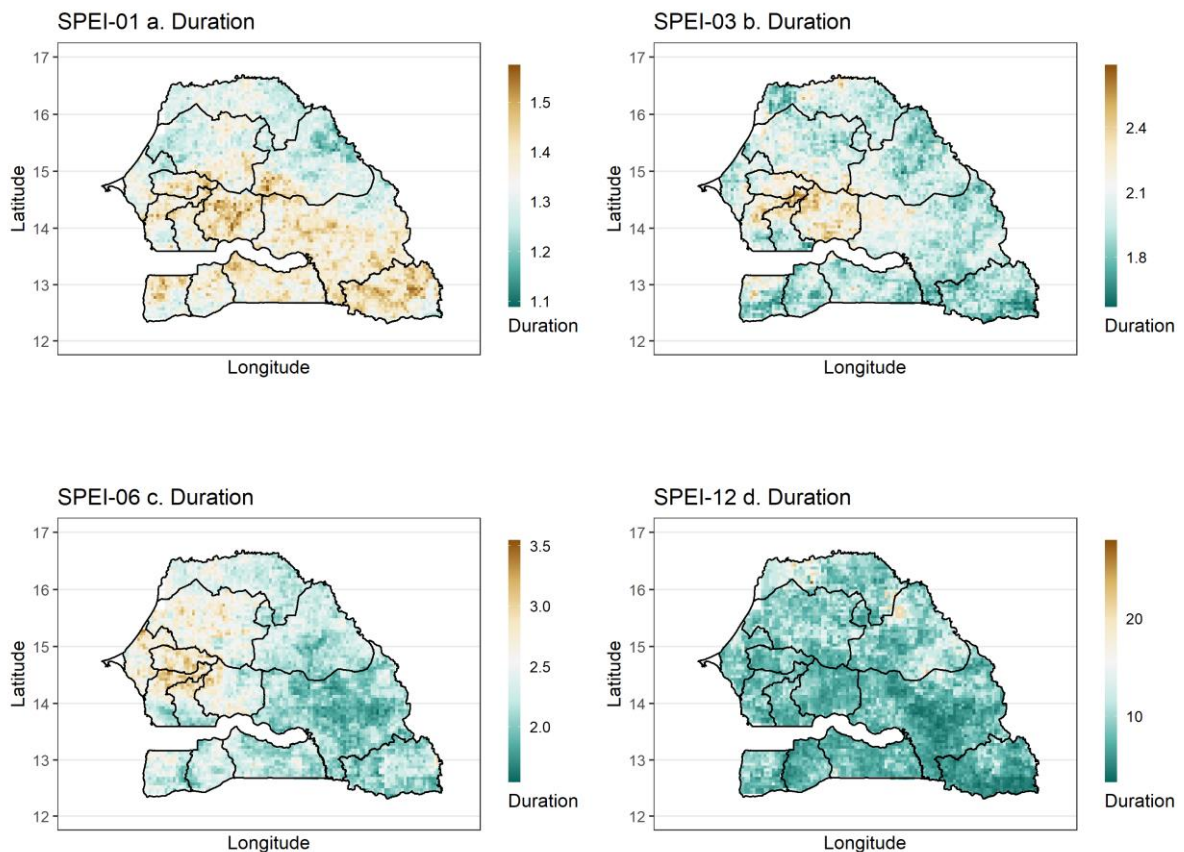 SPEI-01 a. Duration
17
16
15
14
13
12
Latitude
Longitude
1.5
1.4
1.3
1.2
1.1
Duration
SPEI-03 b. Duration
17
16
15
14
13
12
Latitude
Longitude
2.4
2.1
1.8
Duration
SPEI-06 c. Duration
17
16
15
14
13
12
Latitude
Longitude
3.5
3.0
2.5
2.0
Duration
SPEI-12 d. Duration
17
16
15
14
13
12
Latitude
Longitude
20
10
Duration